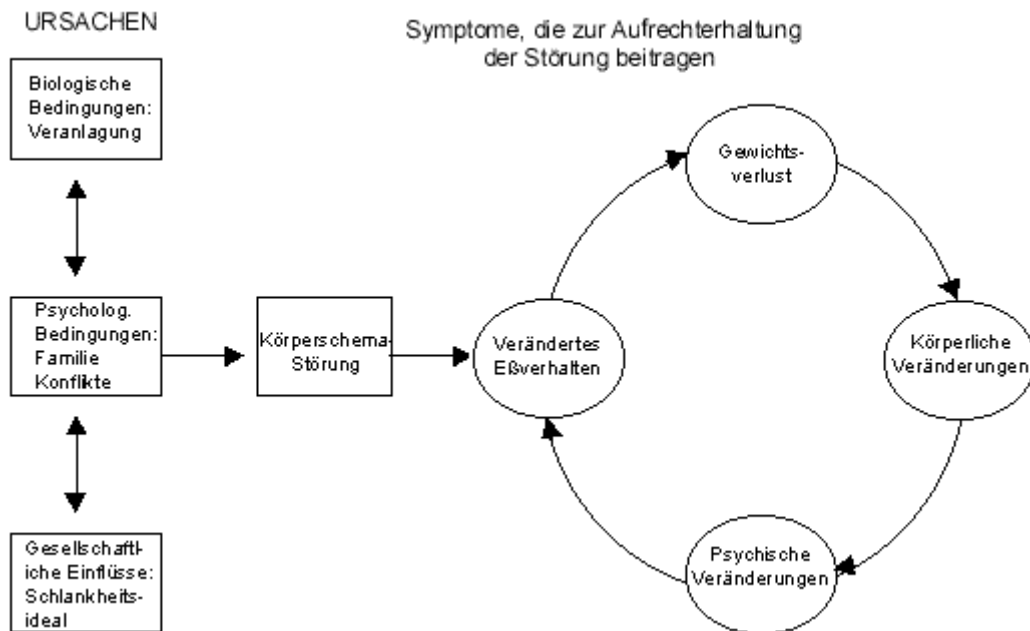 URSACHEN
Symptome, die zur Aufrechterhaltung
der Störung beitragen
Biologische
Bedingungen:
Veranlagung
Psycholog.
Bedingungen:
Familie
Konflikte
Gesellschaftl-
iche Einflüsse:
Schlankheits-
ideal
Körperschema-
Störung
Verändertes
Eßverhalten
Gewichts-
verlust
Körperliche
Veränderungen
Psychische
Veränderungen